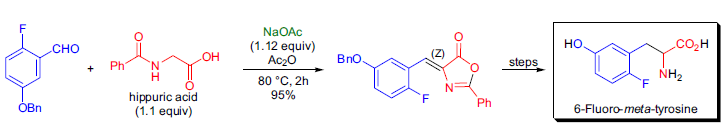 F
CHO
OBn
+
Ph
O
N
H
O
OH
hippuric acid
(1.1 equiv)
NaOAc
(1.12 equiv)
Ac₂O
80 °C, 2h
95%
BnO
F
(Z)
O
O
N
Ph
steps
HO
F
CO₂H
NH₂
6-Fluoro-meta-tyrosine